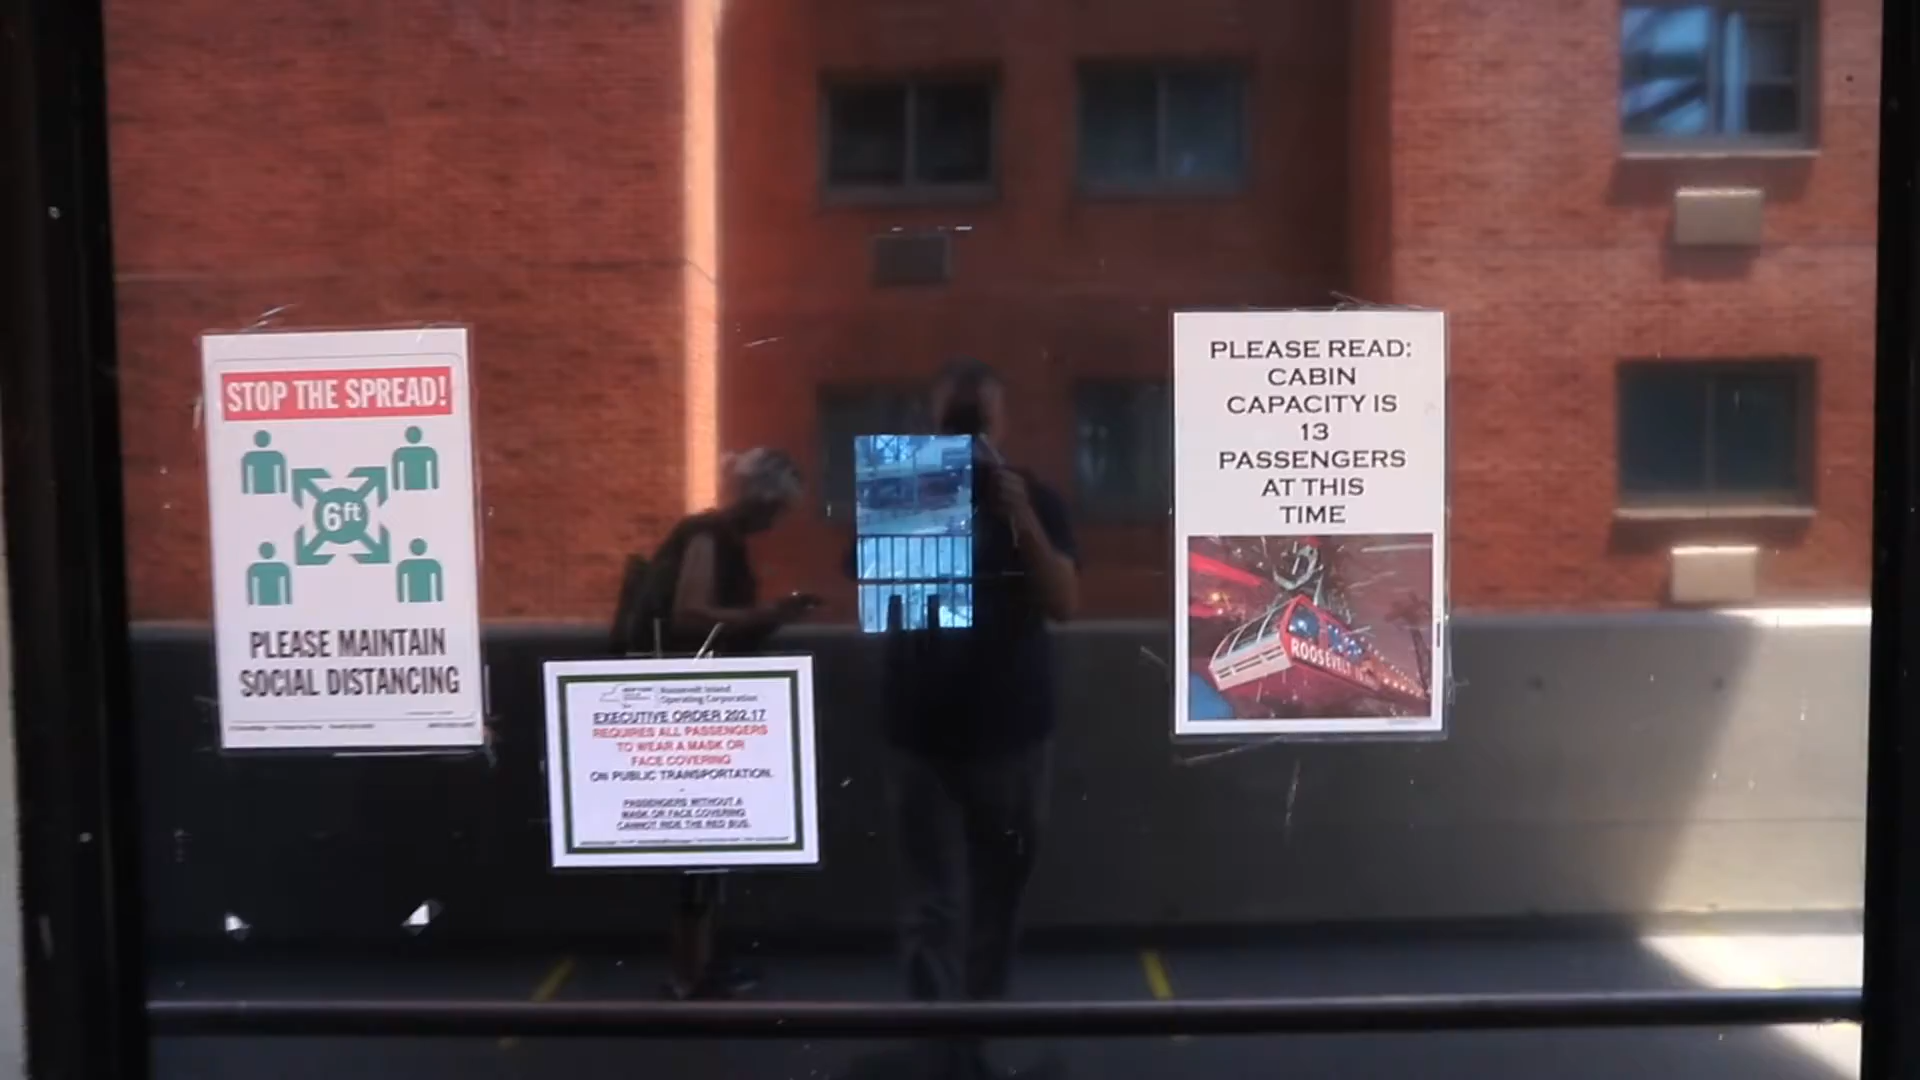 STOP THE SPREAD!
6ft
PLEASE MAINTAIN
SOCIAL DISTANCING
Roosevelt Island
Operating Corporation
EXECUTIVE ORDER 202.17
REQUIRES ALL PASSENGERS
TO WEAR A MASK OR
FACE COVERING
ON PUBLIC TRANSPORTATION.
PASSENGERS WITHOUT A
MASK OR FACE COVERING
CANNOT RIDE THE RED BUS.
PLEASE READ:
CABIN
CAPACITY IS
13
PASSENGERS
AT THIS
TIME
ROOSEVELT